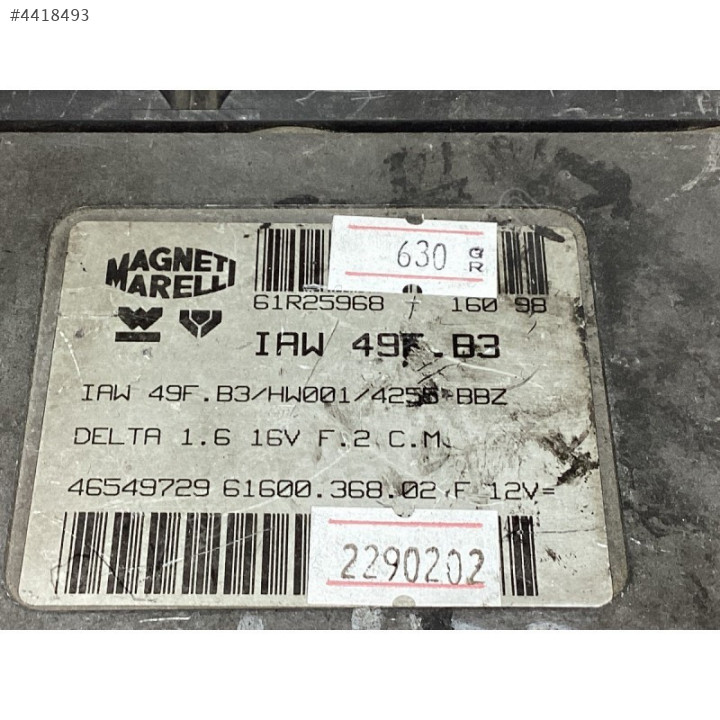 #4418493
630 G R
MAGNETI MARELLI
61R25968 160 98
IAW 49F.B3
IAW 49F.B3/HW001/4256 BBZ
DELTA 1.6 16V F.2 C.M.
46549729 61600.368.02 F 12V=
2290202